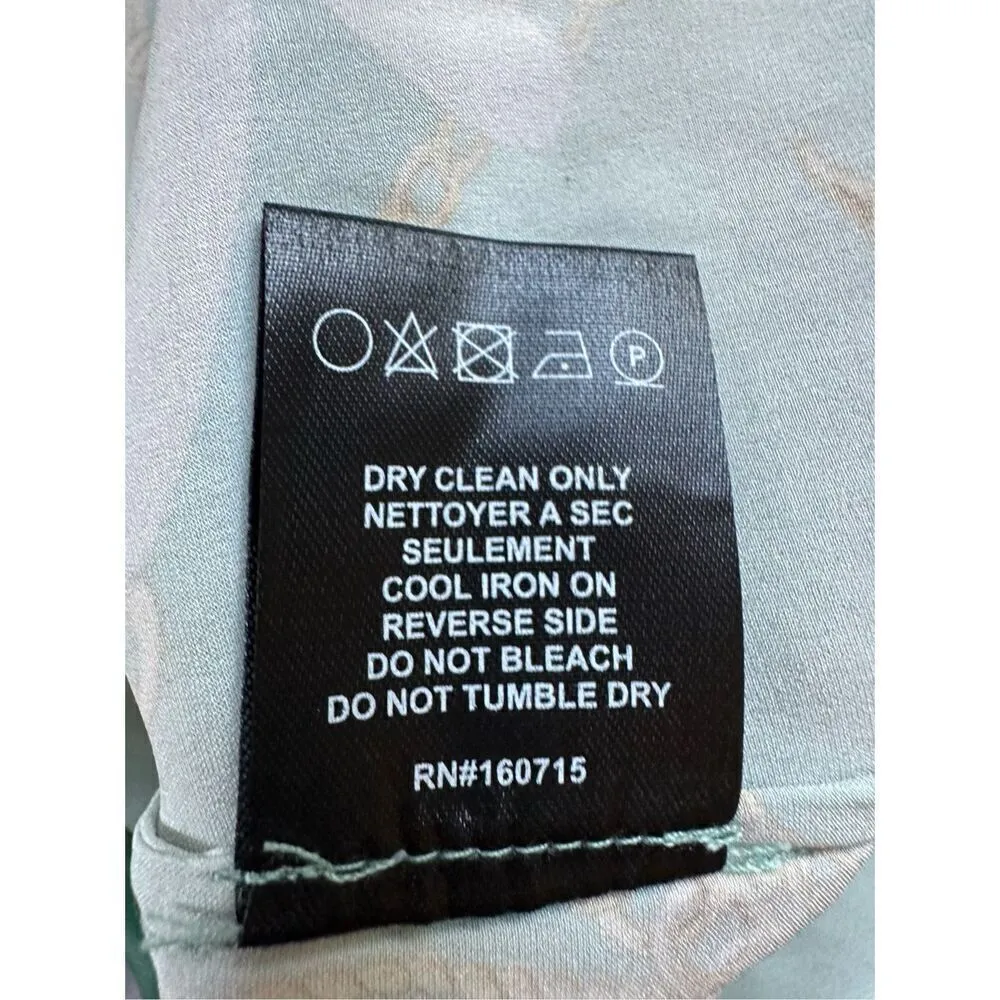 P
DRY CLEAN ONLY
NETTOYER A SEC
SEULEMENT
COOL IRON ON
REVERSE SIDE
DO NOT BLEACH
DO NOT TUMBLE DRY
RN#160715